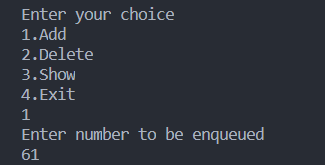 Enter your choice
1.Add
2.Delete
3.Show
4.Exit
1
Enter number to be enqueued
61